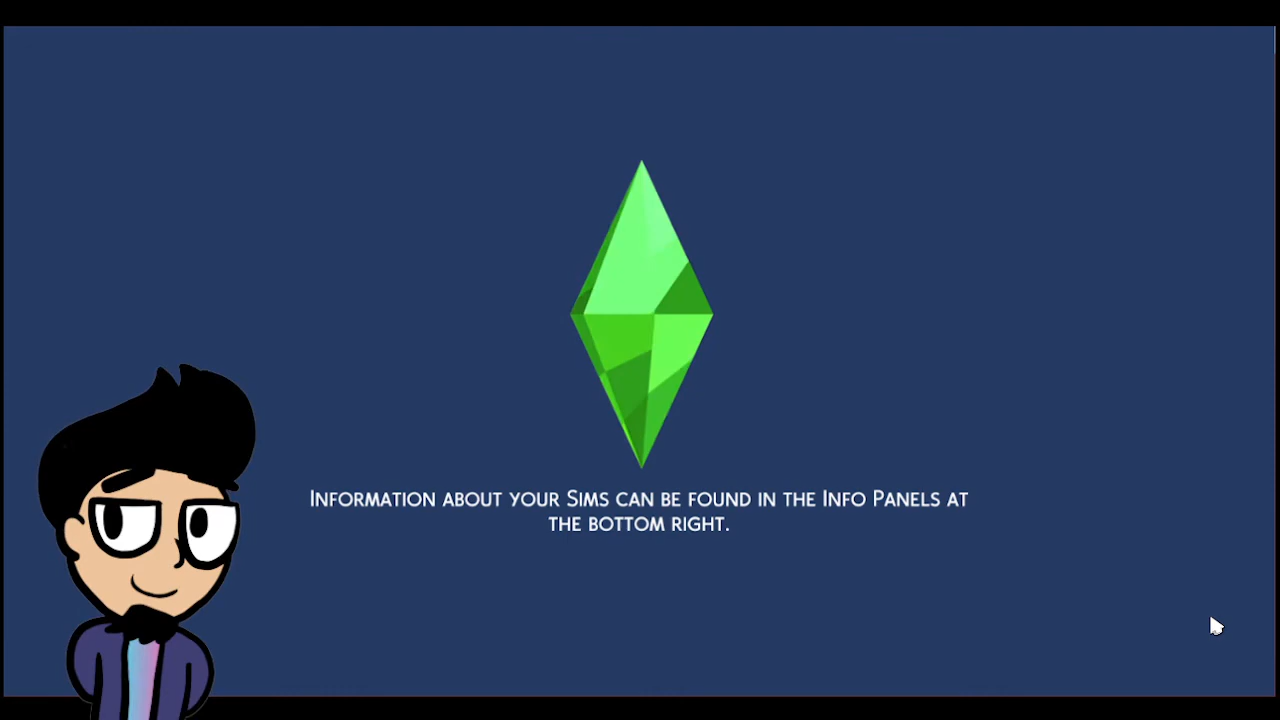 Information about your Sims can be found in the Info Panels at
the bottom right.